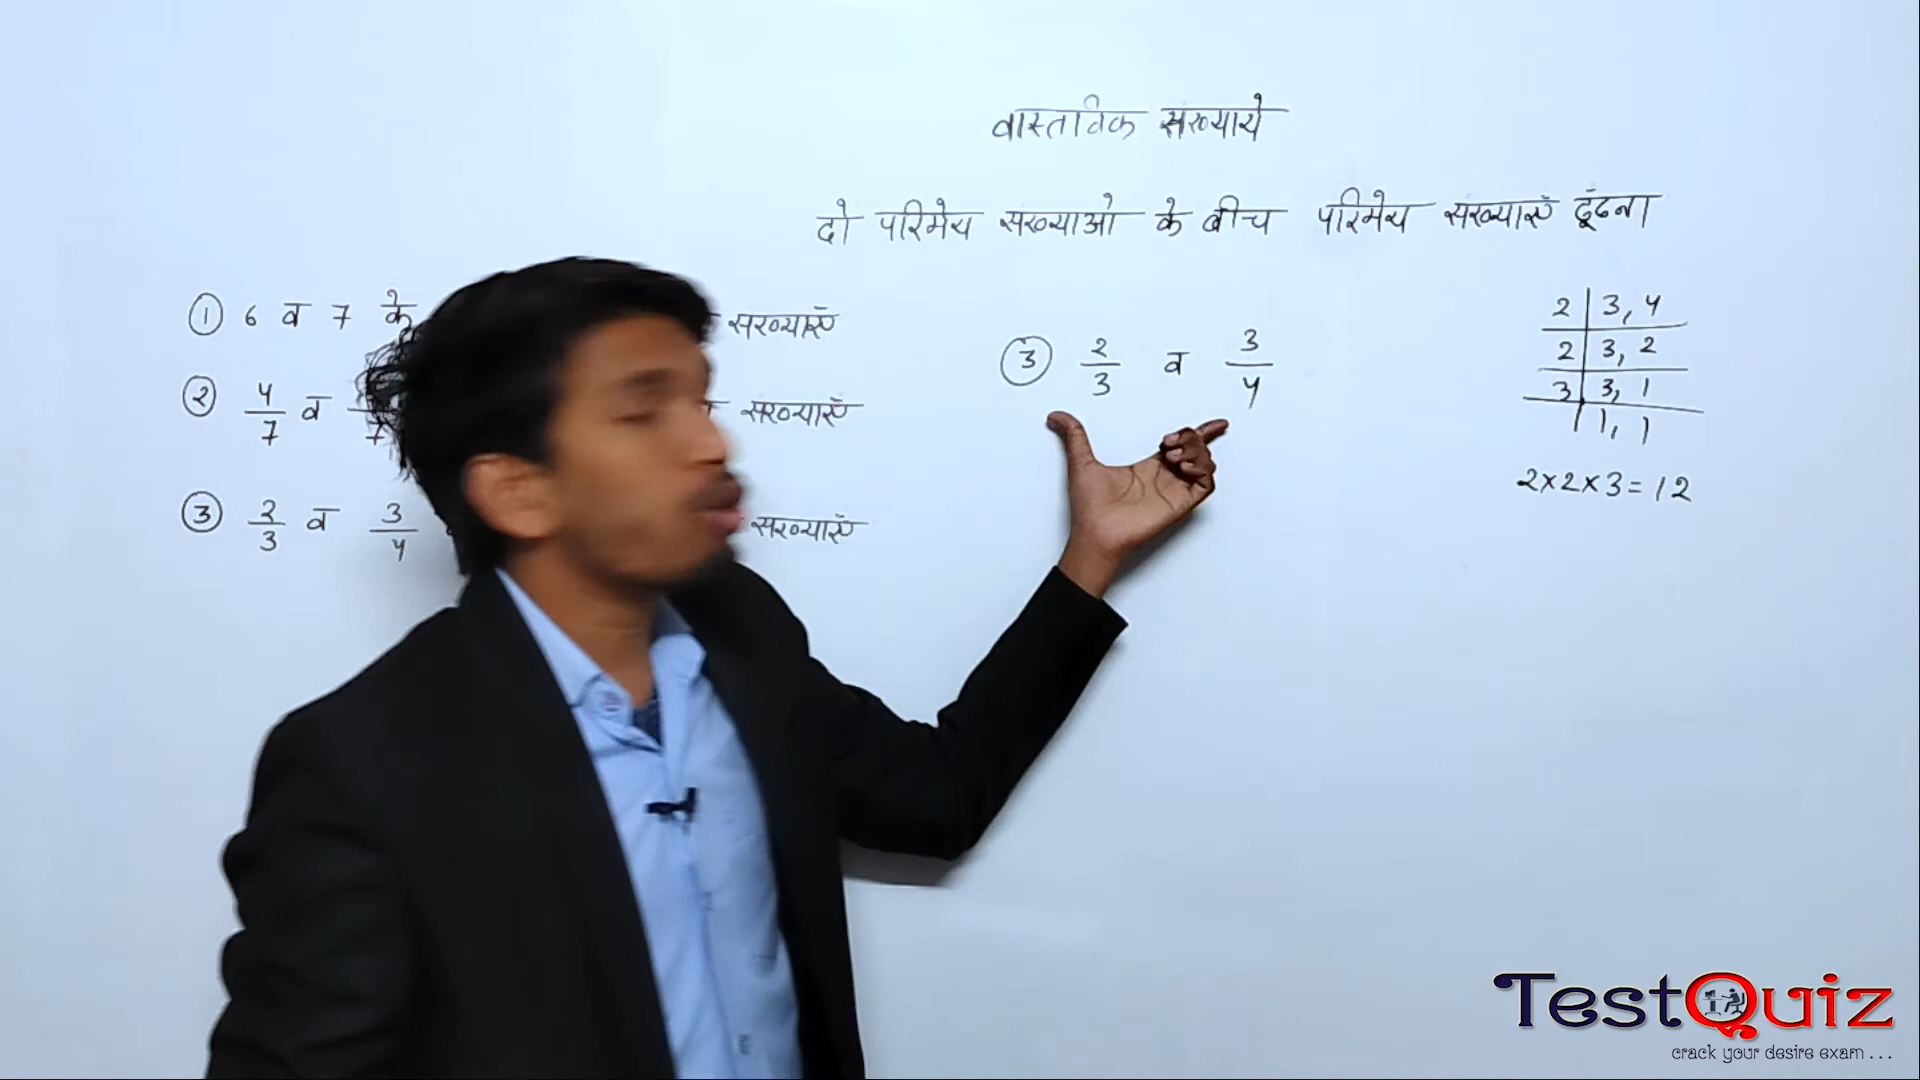 वास्तविक संख्याये
दो परिमेय संख्याओ के बीच परिमेय संख्याएँ ढूंढना
① 6 व 7 के संख्याएँ
② 4/7 व /7 संख्याएँ
③ 2/3 व 3/4 संख्याएँ
③ 2/3 व 3/4
2 | 3, 4
2 | 3, 2
3 | 3, 1
| 1, 1
2×2×3=12
TestQuiz
crack your desire exam...